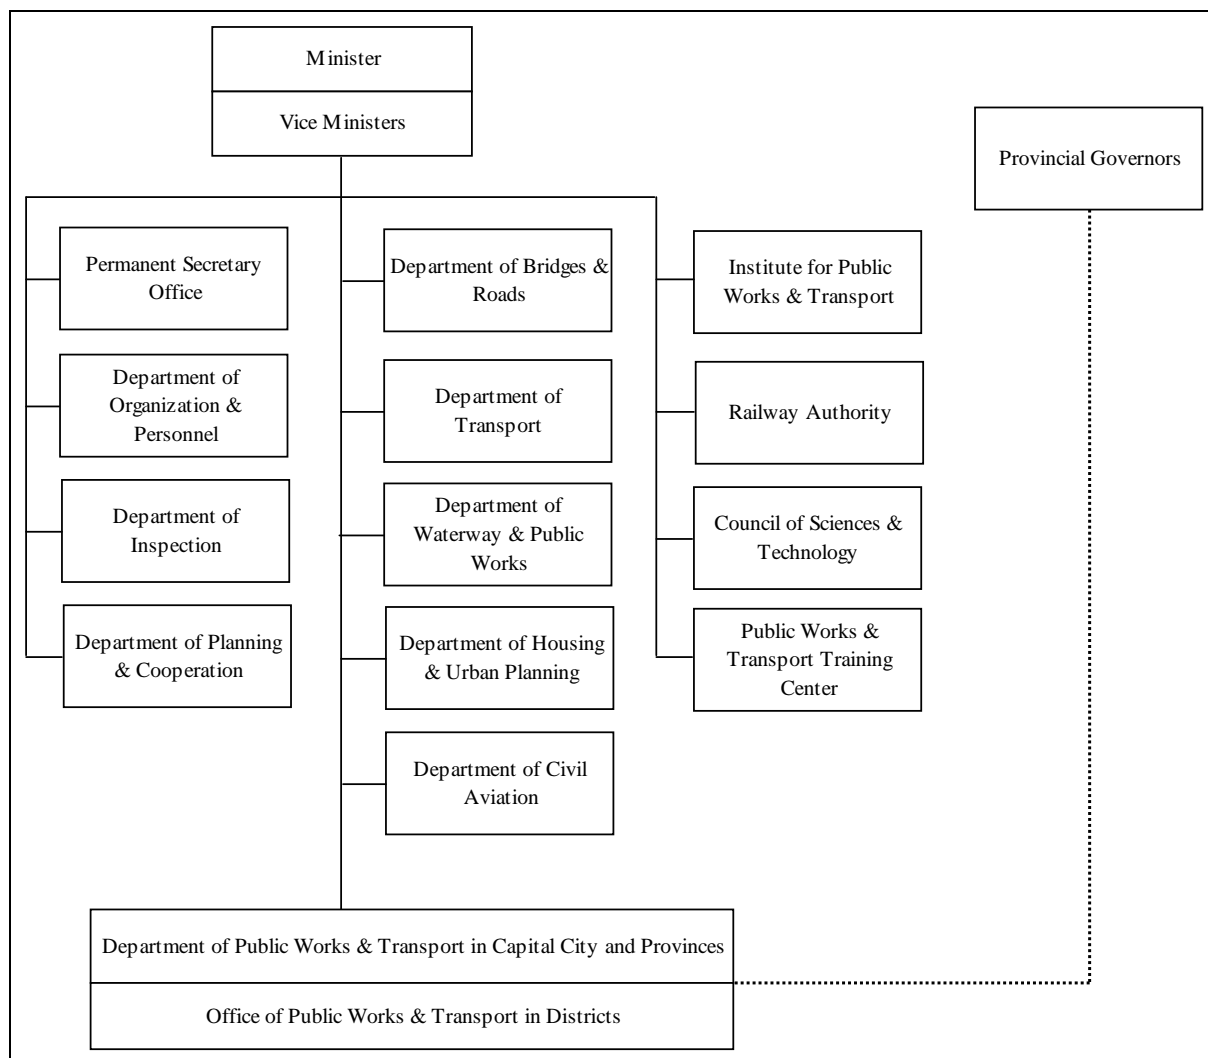 Minister
Vice Ministers
Provincial Governors
Permanent Secretary
Office
Department of
Organization &
Personnel
Department of
Inspection
Department of Planning
& Cooperation
Department of Bridges &
Roads
Department of
Transport
Department of
Waterway & Public
Works
Department of Housing
& Urban Planning
Department of Civil
Aviation
Institute for Public
Works & Transport
Railway Authority
Council of Sciences &
Technology
Public Works &
Transport Training
Center
Department of Public Works & Transport in Capital City and Provinces
Office of Public Works & Transport in Districts